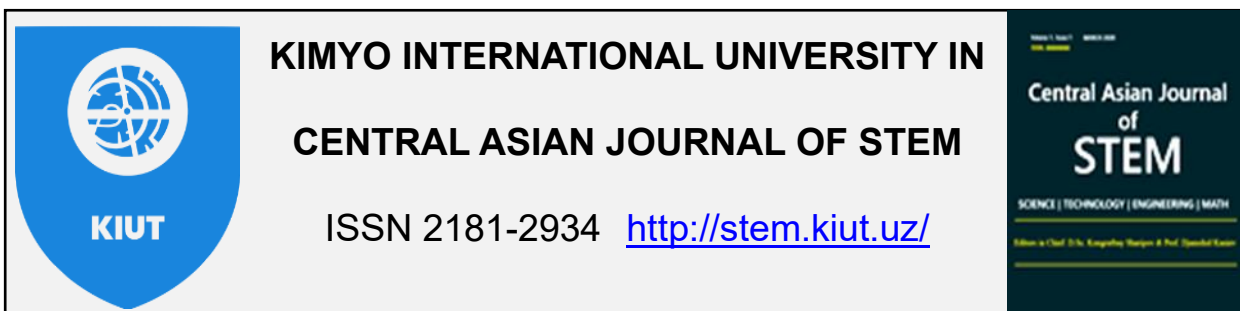 KIUT
KIMYO INTERNATIONAL UNIVERSITY IN
CENTRAL ASIAN JOURNAL OF STEM
ISSN 2181-2934 http://stem.kiut.uz/
Central Asian Journal
of
STEM
SCIENCE | TECHNOLOGY | ENGINEERING | MATH